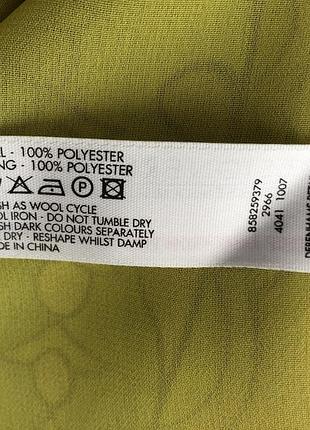 L - 100% POLYESTER
NG - 100% POLYESTER
SH AS WOOL CYCLE
OL IRON - DO NOT TUMBLE DRY
SH DARK COLOURS SEPARATELY
DRY - RESHAPE WHILST DAMP
DE IN CHINA
858259379
2966
4041 1007